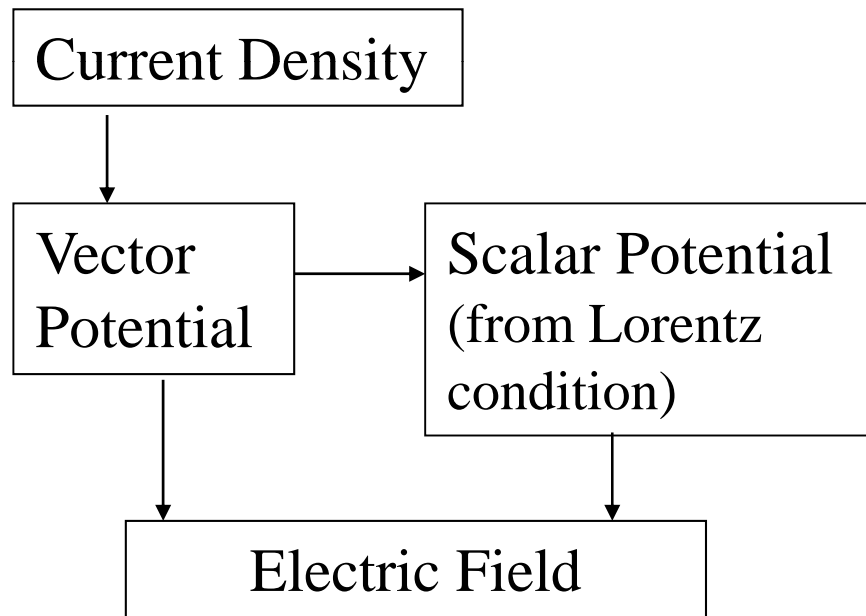 Current Density
Vector
Potential
Scalar Potential
(from Lorentz
condition)
Electric Field